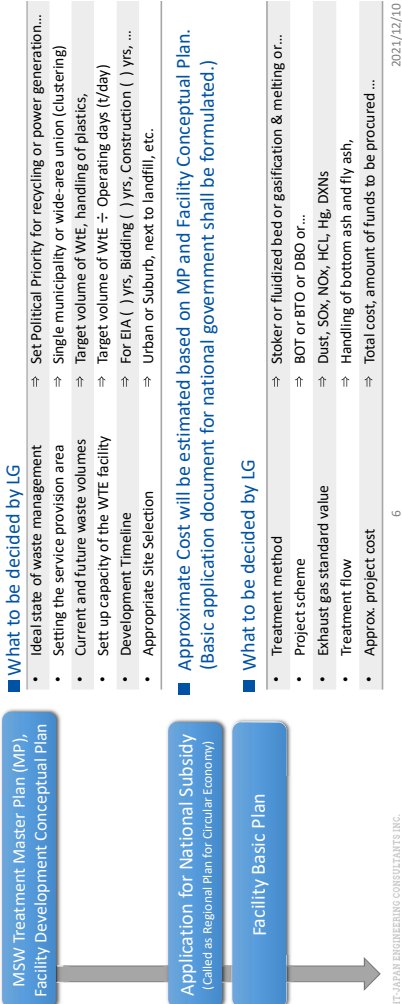 MSW Treatment Master Plan (MP),
Facility Development Conceptual Plan
■ What to be decided by LG
• Ideal state of waste management ⇒ Set Political Priority for recycling or power generation…
• Setting the service provision area ⇒ Single municipality or wide-area union (clustering)
• Current and future waste volumes ⇒ Target volume of WtE, handling of plastics,
• Sett up capacity of the WTE facility ⇒ Target volume of WtE ÷ Operating days (t/day)
• Development Timeline ⇒ For EIA ( ) yrs, Bidding ( ) yrs, Construction ( ) yrs, …
• Appropriate Site Selection ⇒ Urban or Suburb, next to landfill, etc.
Application for National Subsidy
(Called as Regional Plan for Circular Economy)
■ Approximate Cost will be estimated based on MP and Facility Conceptual Plan.
(Basic application document for national government shall be formulated.)
Facility Basic Plan
■ What to be decided by LG
• Treatment method ⇒ Stoker or fluidized bed or gasification & melting or…
• Project scheme ⇒ BOT or BTO or DBO or…
• Exhaust gas standard value ⇒ Dust, SOx, NOx, HCL, Hg, DXNs
• Treatment flow ⇒ Handling of bottom ash and fly ash,
• Approx. project cost ⇒ Total cost, amount of funds to be procured …
IT-JAPAN ENGINEERING CONSULTANTS INC.
6
2021/12/10